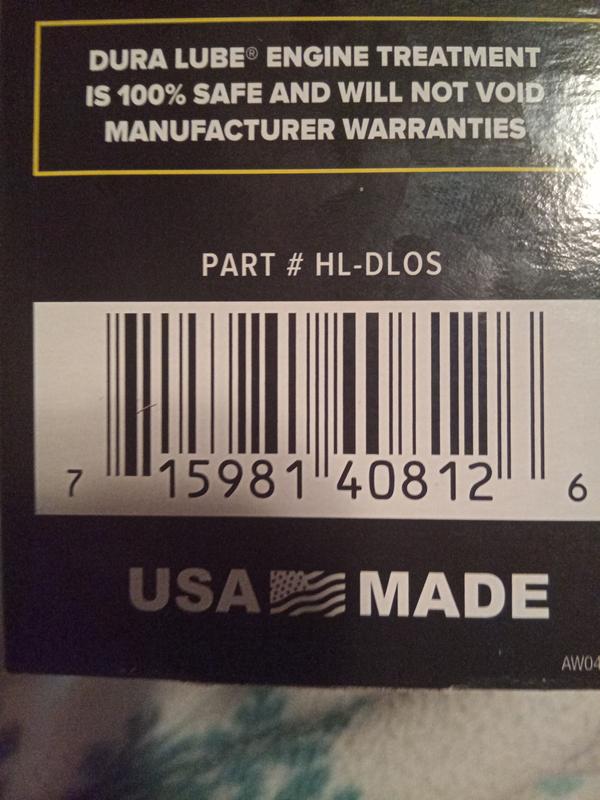 DURA LUBE® ENGINE TREATMENT
IS 100% SAFE AND WILL NOT VOID
MANUFACTURER WARRANTIES
PART # HL-DLOS
7 15981 40812 6
USA MADE
AW04